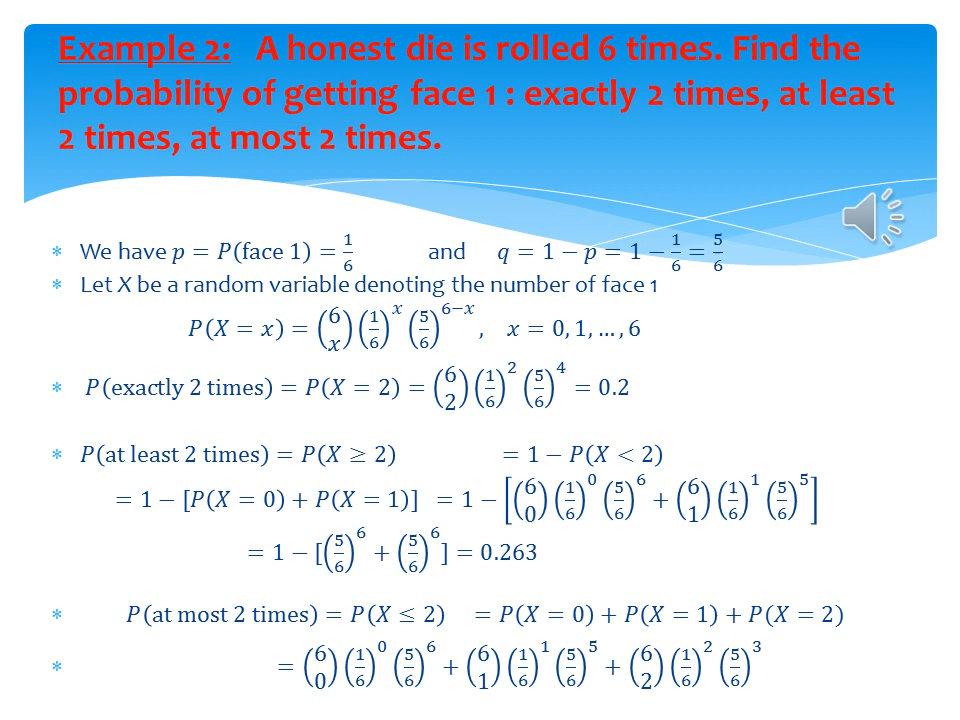 Example 2: A honest die is rolled 6 times. Find the
probability of getting face 1 : exactly 2 times, at least
2 times, at most 2 times.
* We have 𝑝 = 𝑃(face 1) = 1/6 and 𝑞 = 1 − 𝑝 = 1 − 1/6 = 5/6
* Let X be a random variable denoting the number of face 1
𝑃(𝑋 = 𝑥) = (6 𝑥) (1/6)^𝑥 (5/6)^(6−𝑥) , 𝑥 = 0, 1, … , 6
* 𝑃(exactly 2 times) = 𝑃(𝑋 = 2) = (6 2) (1/6)^2 (5/6)^4 = 0.2
* 𝑃(at least 2 times) = 𝑃(𝑋 ≥ 2) = 1 − 𝑃(𝑋 < 2)
= 1 − [𝑃(𝑋 = 0) + 𝑃(𝑋 = 1)] = 1 − [(6 0) (1/6)^0 (5/6)^6 + (6 1) (1/6)^1 (5/6)^5]
= 1 − [(5/6)^6 + (5/6)^6] = 0.263
* 𝑃(at most 2 times) = 𝑃(𝑋 ≤ 2) = 𝑃(𝑋 = 0) + 𝑃(𝑋 = 1) + 𝑃(𝑋 = 2)
* = (6 0) (1/6)^0 (5/6)^6 + (6 1) (1/6)^1 (5/6)^5 + (6 2) (1/6)^2 (5/6)^3